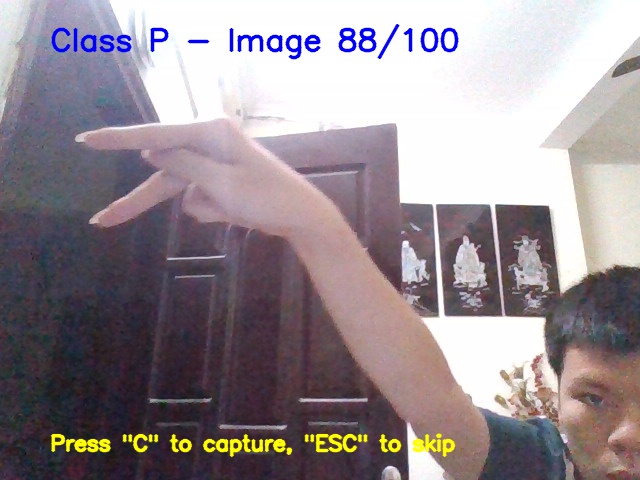 Class P - Image 88/100
Press "C" to capture, "ESC" to skip